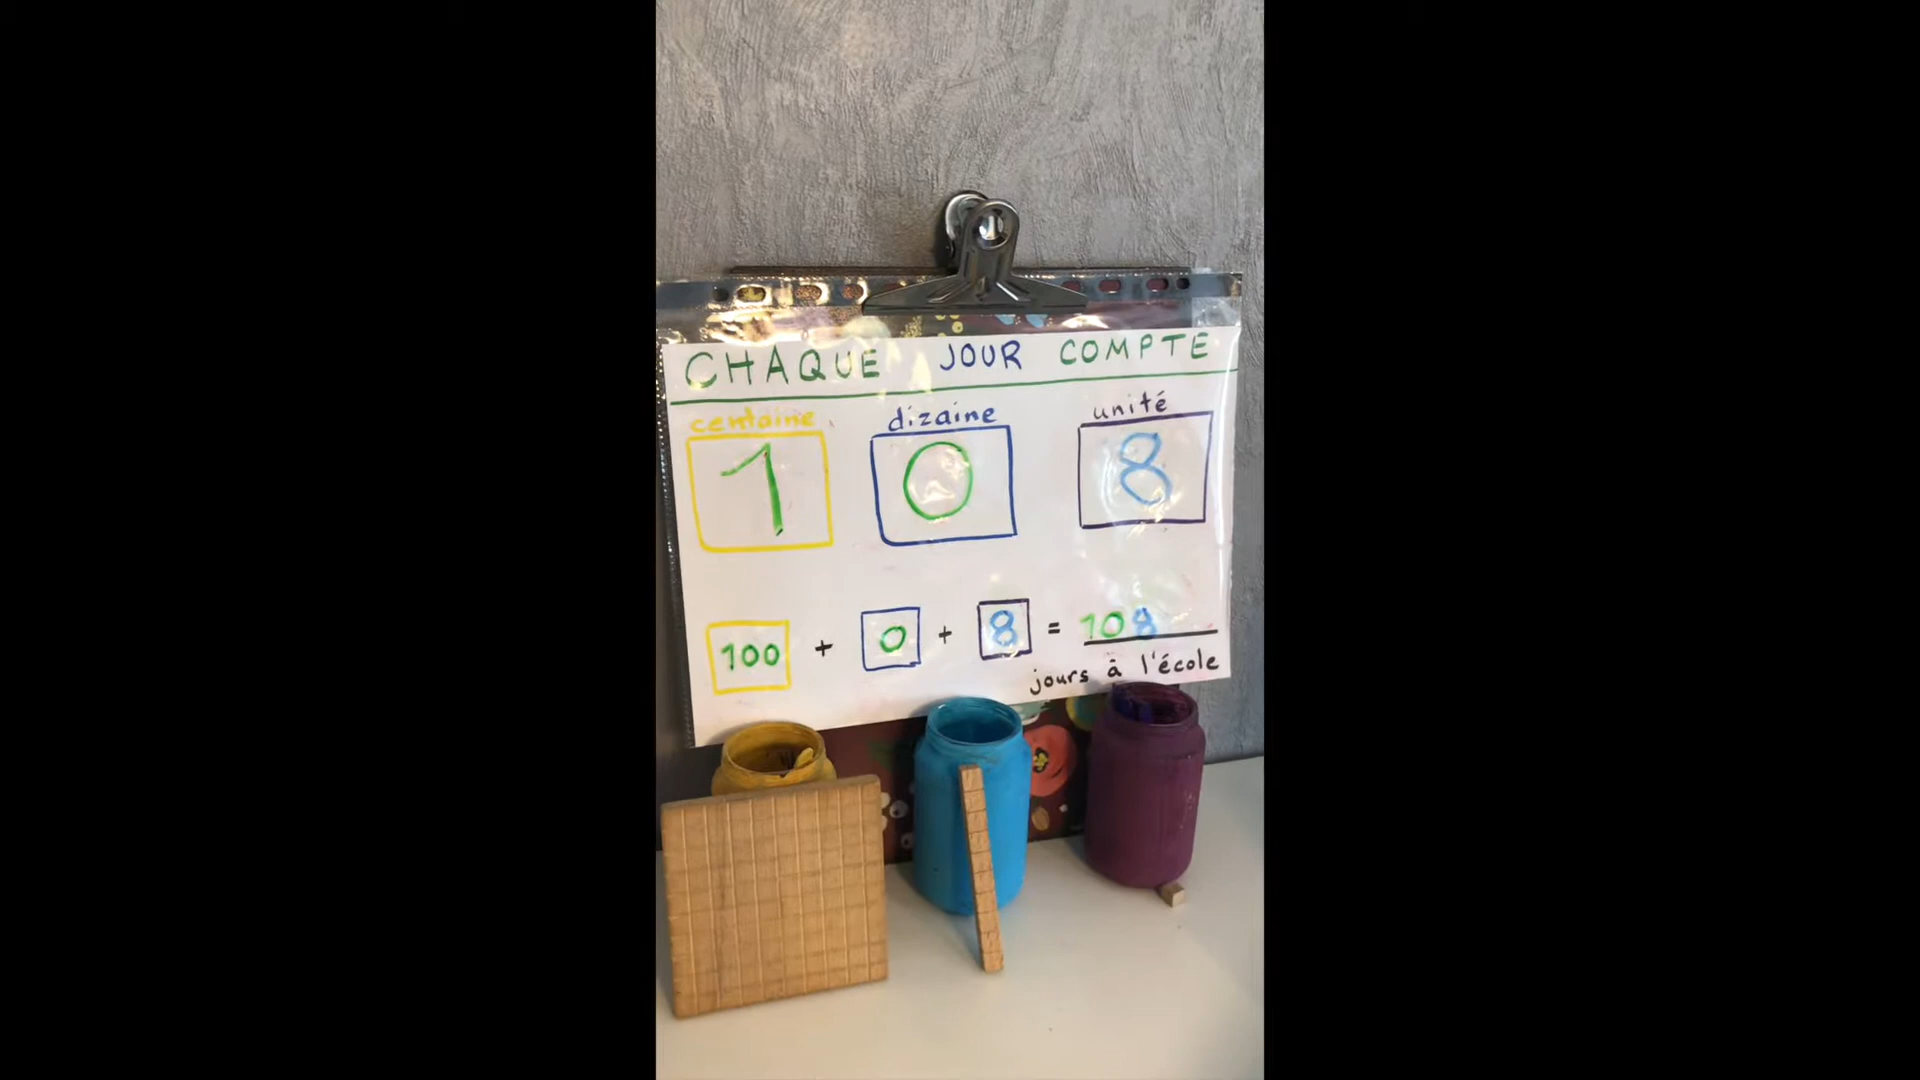 CHAQUE JOUR COMPTE
centaine dizaine unité
1 0 8
100 + 0 + 8 = 108
jours à l'école